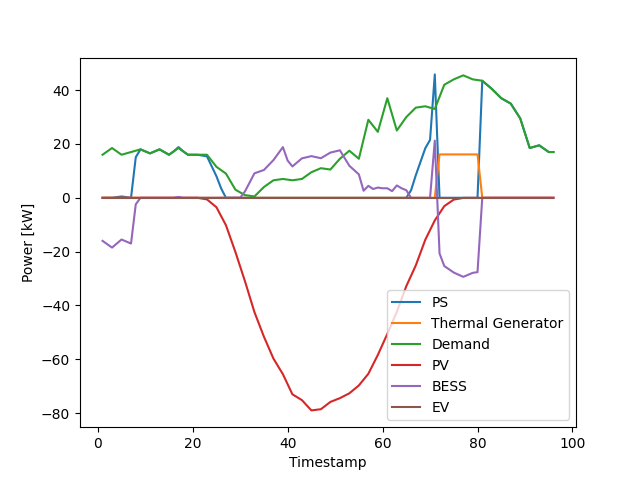 40
20
0
−20
−40
−60
−80
Power [kW]
PS
Thermal Generator
Demand
PV
BESS
EV
0 20 40 60 80 100
Timestamp